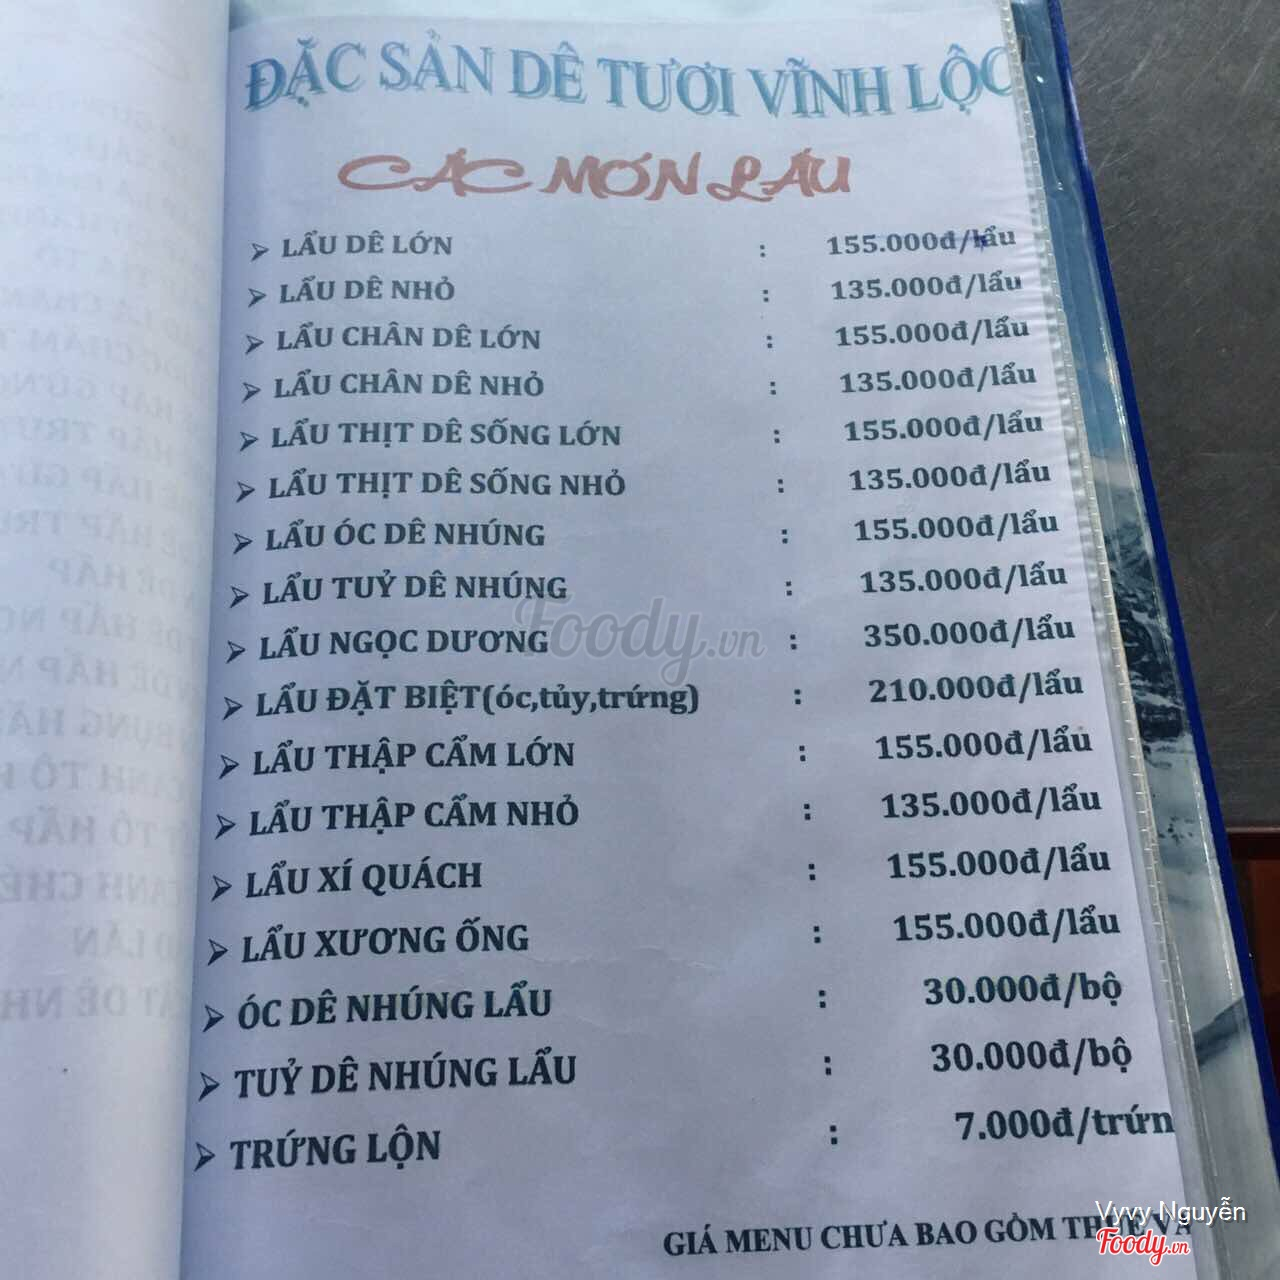 ĐẶC SẢN DÊ TƯƠI VĨNH LỘC
CÁC MÓN LẨU
➢ LẨU DÊ LỚN : 155.000đ/lẩu
➢ LẨU DÊ NHỎ : 135.000đ/lẩu
➢ LẨU CHÂN DÊ LỚN : 155.000đ/lẩu
➢ LẨU CHÂN DÊ NHỎ : 135.000đ/lẩu
➢ LẨU THỊT DÊ SỐNG LỚN : 155.000đ/lẩu
➢ LẨU THỊT DÊ SỐNG NHỎ : 135.000đ/lẩu
➢ LẨU ÓC DÊ NHÚNG : 155.000đ/lẩu
➢ LẨU TUỶ DÊ NHÚNG : 135.000đ/lẩu
➢ LẨU NGỌC DƯƠNG : 350.000đ/lẩu
➢ LẨU ĐẶT BIỆT(óc,tủy,trứng) : 210.000đ/lẩu
➢ LẨU THẬP CẨM LỚN : 155.000đ/lẩu
➢ LẨU THẬP CẨM NHỎ : 135.000đ/lẩu
➢ LẨU XÍ QUÁCH : 155.000đ/lẩu
➢ LẨU XƯƠNG ỐNG : 155.000đ/lẩu
➢ ÓC DÊ NHÚNG LẨU : 30.000đ/bộ
➢ TUỶ DÊ NHÚNG LẨU : 30.000đ/bộ
➢ TRỨNG LỘN : 7.000đ/trứn
GIÁ MENU CHƯA BAO GỒM THUẾ VA
Foody.vn
Vyvy Nguyễn
Foody.vn